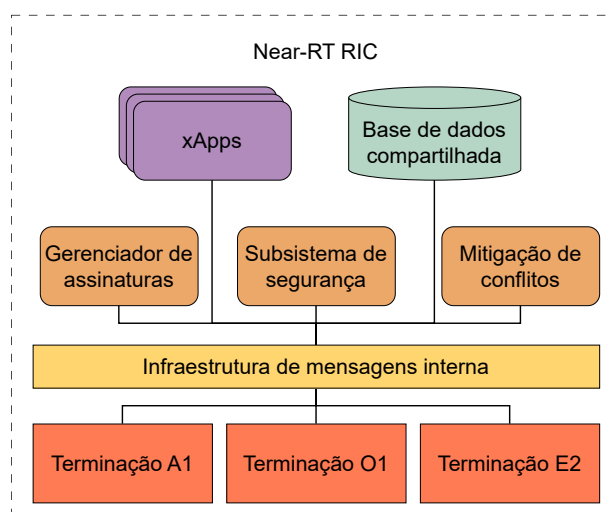 Near-RT RIC
xApps
Base de dados
compartilhada
Gerenciador de
assinaturas
Subsistema de
segurança
Mitigação de
conflitos
Infraestrutura de mensagens interna
Terminação A1
Terminação O1
Terminação E2